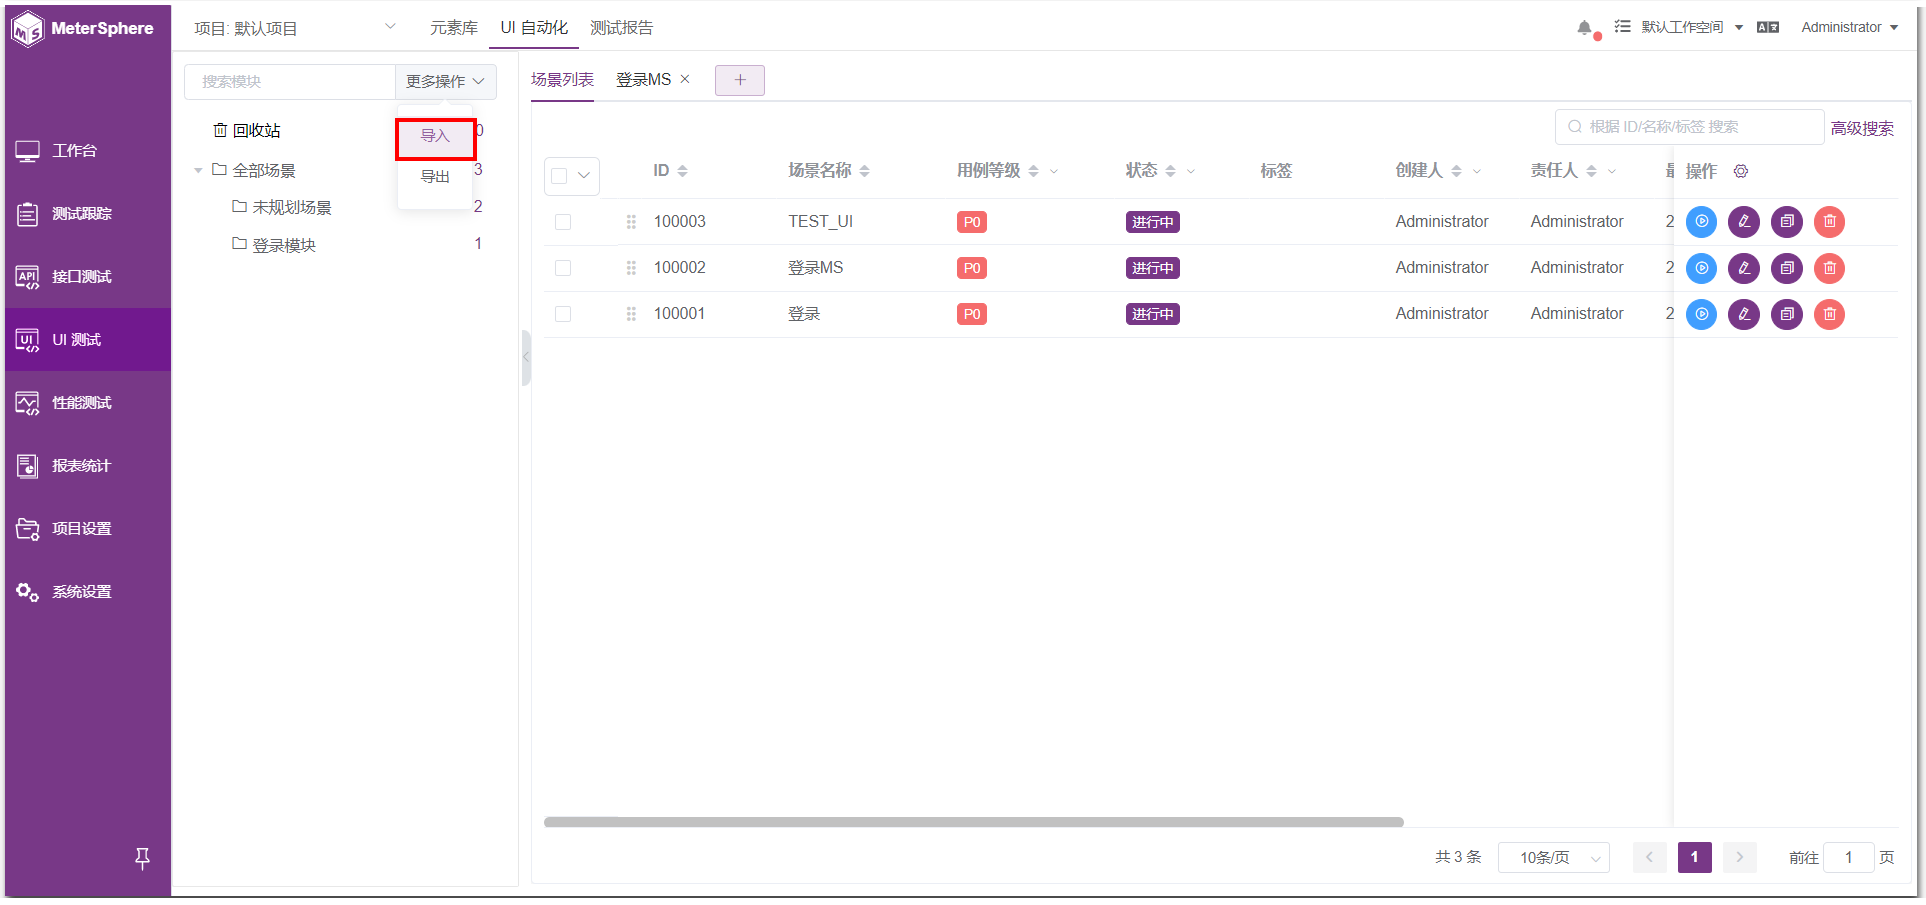 MeterSphere
项目: 默认项目
元素库
UI 自动化
测试报告
默认工作空间
Administrator
搜索模块
更多操作
场景列表
登录MS
导入
导出
回收站
0
全部场景
3
未规划场景
2
登录模块
1
工作台
测试跟踪
接口测试
UI 测试
性能测试
报表统计
项目设置
系统设置
根据 ID/名称/标签 搜索
高级搜索
ID 场景名称 用例等级 状态 标签 创建人 责任人 操作
100003 TEST_UI P0 进行中 Administrator Administrator 2
100002 登录MS P0 进行中 Administrator Administrator 2
100001 登录 P0 进行中 Administrator Administrator 2
共 3 条
10条/页
1
前往 1 页